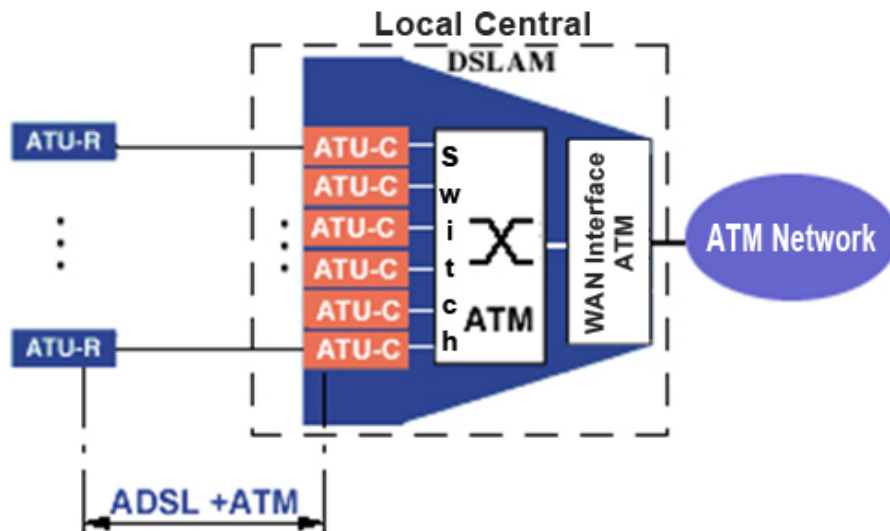 Local Central
DSLAM
ATU-R
ATU-C
ATU-C
ATU-C
ATU-C
ATU-C
ATU-R
ATU-C
Switch
ATM
WAN Interface
ATM
ATM Network
ADSL +ATM